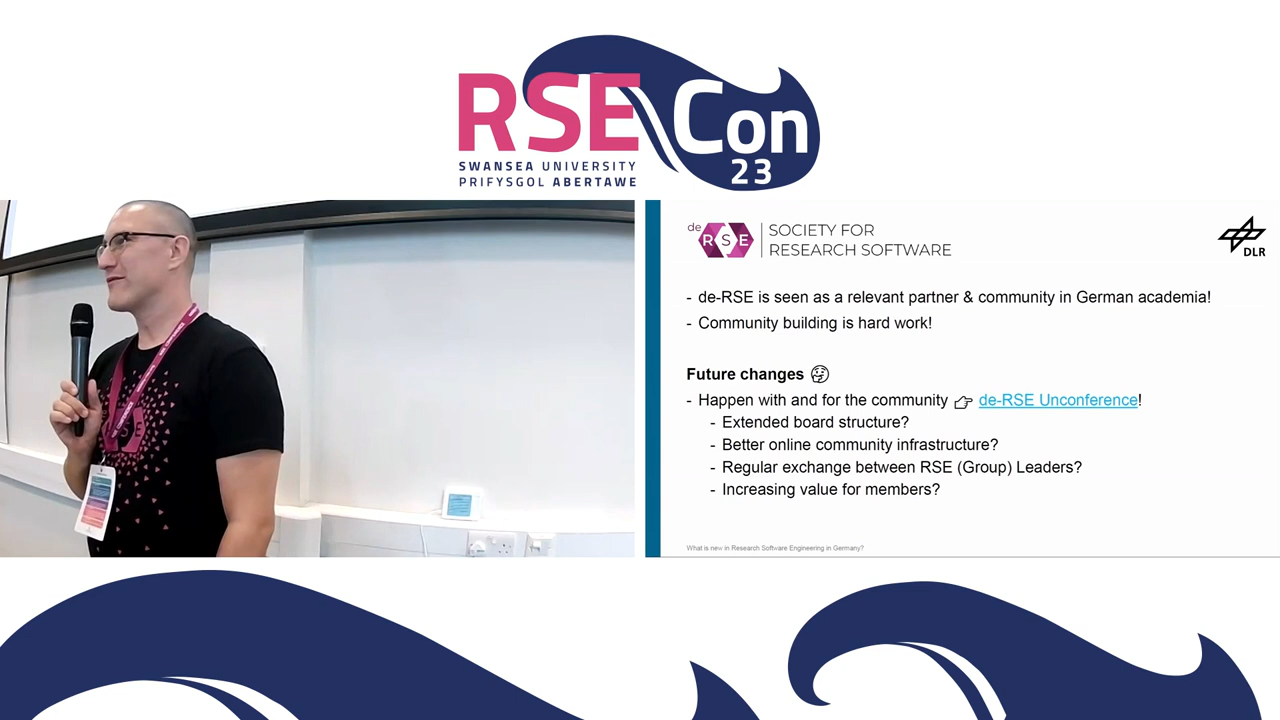 RSE Con
23
SWANSEA UNIVERSITY
PRIFYSGOL ABERTAWE
de RSE SOCIETY FOR
RESEARCH SOFTWARE
DLR
- de-RSE is seen as a relevant partner & community in German academia!
- Community building is hard work!
Future changes 🤔
- Happen with and for the community 👉 de-RSE Unconference!
- Extended board structure?
- Better online community infrastructure?
- Regular exchange between RSE (Group) Leaders?
- Increasing value for members?
What is new in Research Software Engineering in Germany?